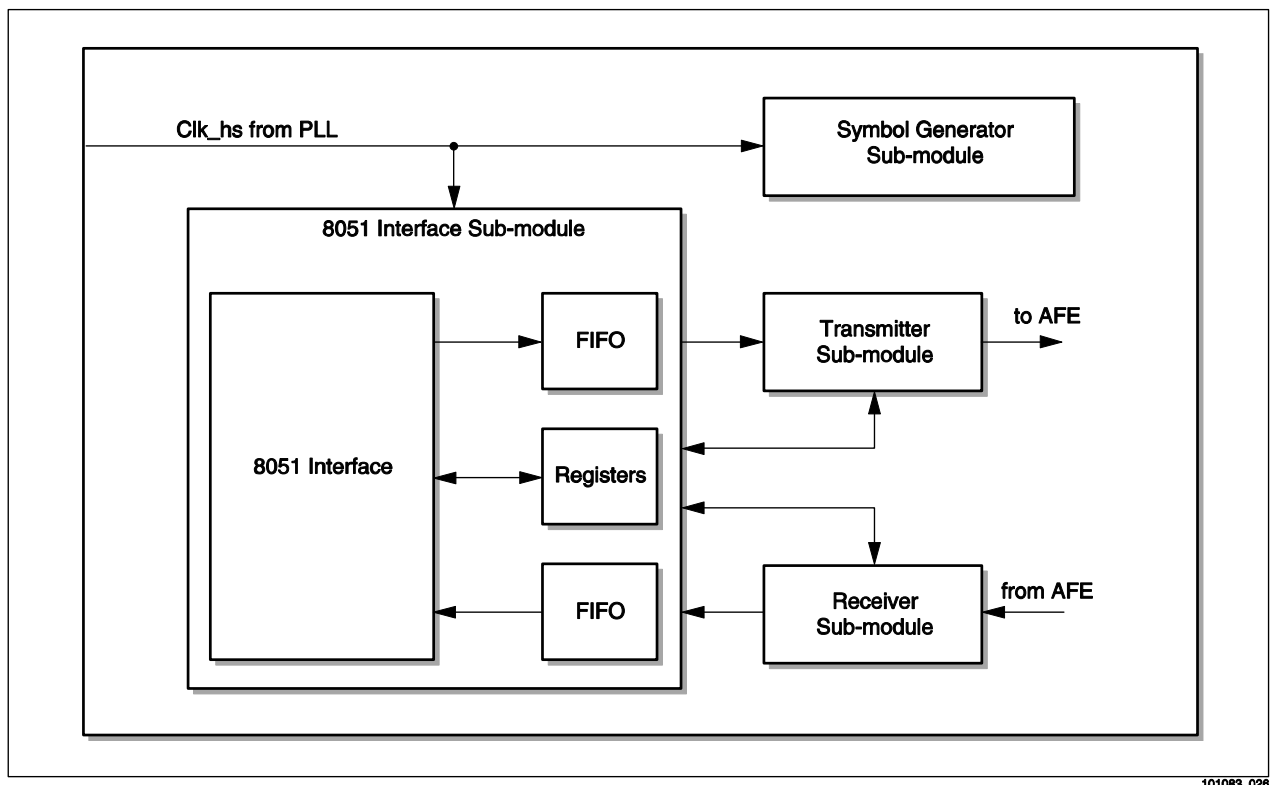 Clk_hs from PLL
Symbol Generator
Sub-module
8051 Interface Sub-module
8051 Interface
FIFO
Registers
FIFO
Transmitter
Sub-module
to AFE
Receiver
Sub-module
from AFE
101083_026